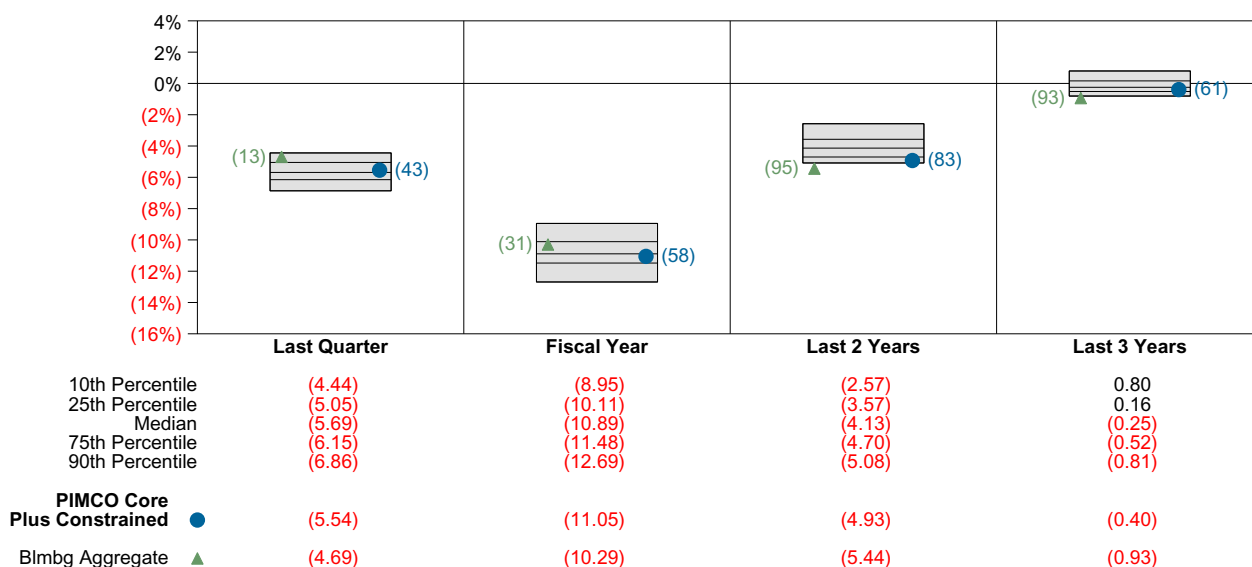 4%
2%
0%
(2%)
(4%)
(6%)
(8%)
(10%)
(12%)
(14%)
(16%)
(13) (43)
(31) (58)
(95) (83)
(93) (61)
Last Quarter Fiscal Year Last 2 Years Last 3 Years
10th Percentile (4.44) (8.95) (2.57) 0.80
25th Percentile (5.05) (10.11) (3.57) 0.16
Median (5.69) (10.89) (4.13) (0.25)
75th Percentile (6.15) (11.48) (4.70) (0.52)
90th Percentile (6.86) (12.69) (5.08) (0.81)
PIMCO Core
Plus Constrained (5.54) (11.05) (4.93) (0.40)
Blmbg Aggregate (4.69) (10.29) (5.44) (0.93)